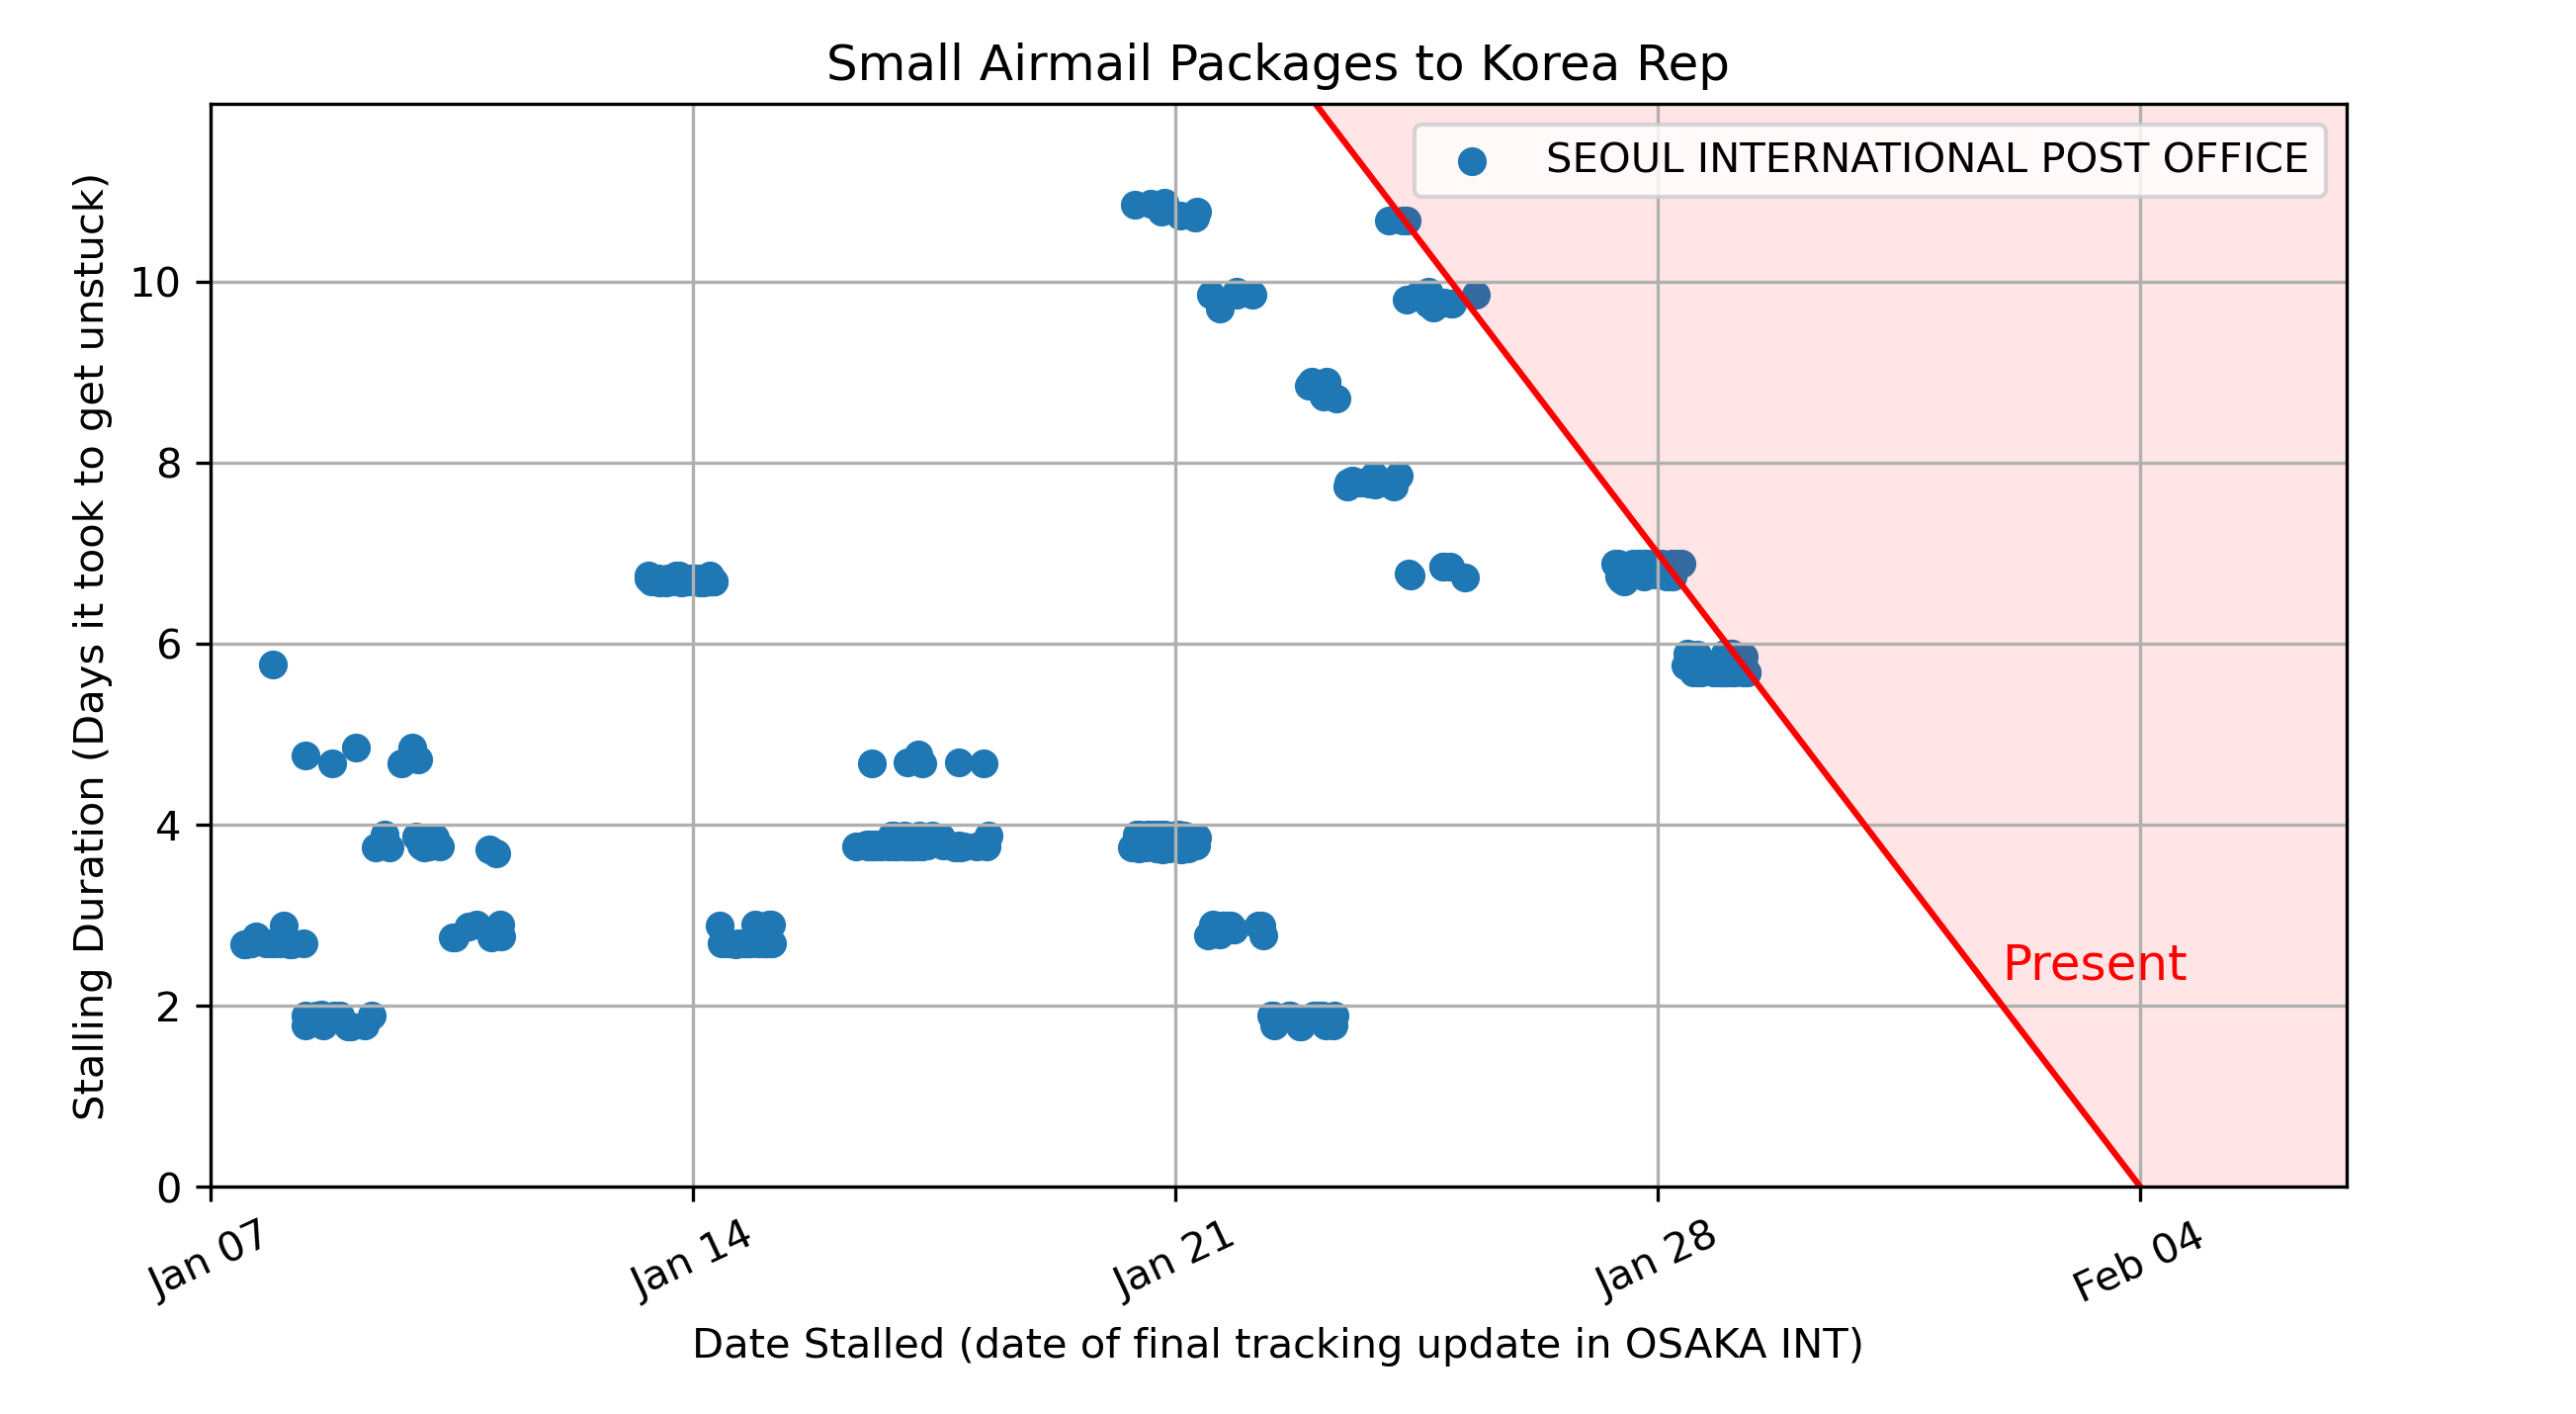 Small Airmail Packages to Korea Rep
SEOUL INTERNATIONAL POST OFFICE
Stalling Duration (Days it took to get unstuck)
10
8
6
4
2
0
Present
Jan 07
Jan 14
Jan 21
Jan 28
Feb 04
Date Stalled (date of final tracking update in OSAKA INT)